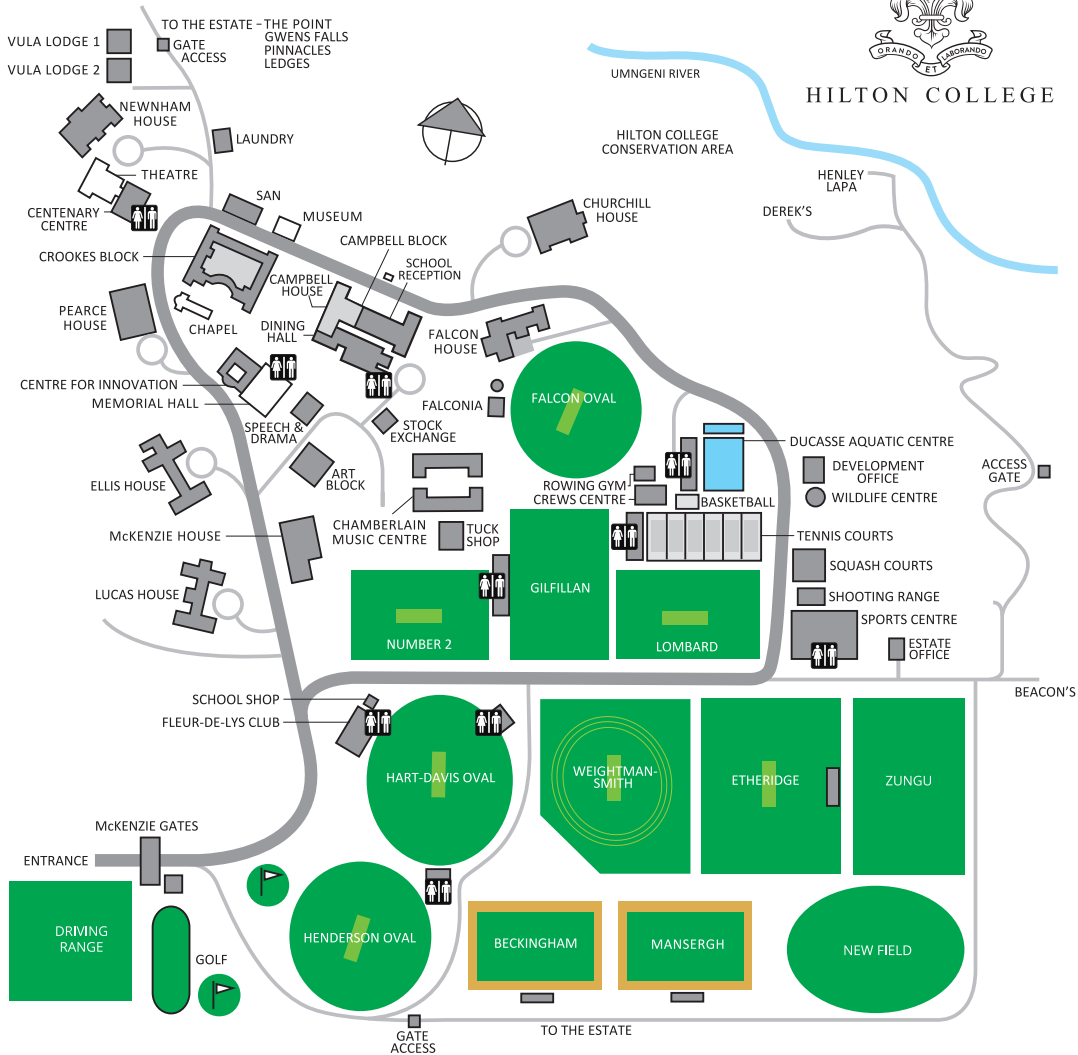 TO THE ESTATE - THE POINT
GWENS FALLS
PINNACLES
LEDGES
VULA LODGE 1
GATE
ACCESS
VULA LODGE 2
ORANDO ET LABORANDO
HILTON COLLEGE
UMNGENI RIVER
NEWNHAM
HOUSE
LAUNDRY
HILTON COLLEGE
CONSERVATION AREA
THEATRE
HENLEY
LAPA
SAN
MUSEUM
CHURCHILL
HOUSE
DEREK'S
CENTENARY
CENTRE
CAMPBELL BLOCK
CROOKES BLOCK
SCHOOL
RECEPTION
CAMPBELL
HOUSE
PEARCE
HOUSE
CHAPEL
DINING
HALL
FALCON
HOUSE
CENTRE FOR INNOVATION
MEMORIAL HALL
FALCONIA
FALCON OVAL
SPEECH &
DRAMA
STOCK
EXCHANGE
DUCASSE AQUATIC CENTRE
ELLIS HOUSE
ART
BLOCK
ROWING GYM
CREWS CENTRE
DEVELOPMENT
OFFICE
ACCESS
GATE
WILDLIFE CENTRE
BASKETBALL
McKENZIE HOUSE
CHAMBERLAIN
MUSIC CENTRE
TUCK
SHOP
TENNIS COURTS
SQUASH COURTS
LUCAS HOUSE
GILFILLAN
SHOOTING RANGE
SPORTS CENTRE
NUMBER 2
LOMBARD
ESTATE
OFFICE
BEACON'S
SCHOOL SHOP
FLEUR-DE-LYS CLUB
HART-DAVIS OVAL
WEIGHTMAN-
SMITH
ETHERIDGE
ZUNGU
McKENZIE GATES
ENTRANCE
DRIVING
RANGE
HENDERSON OVAL
BECKINGHAM
MANSERGH
NEW FIELD
GOLF
GATE
ACCESS
TO THE ESTATE